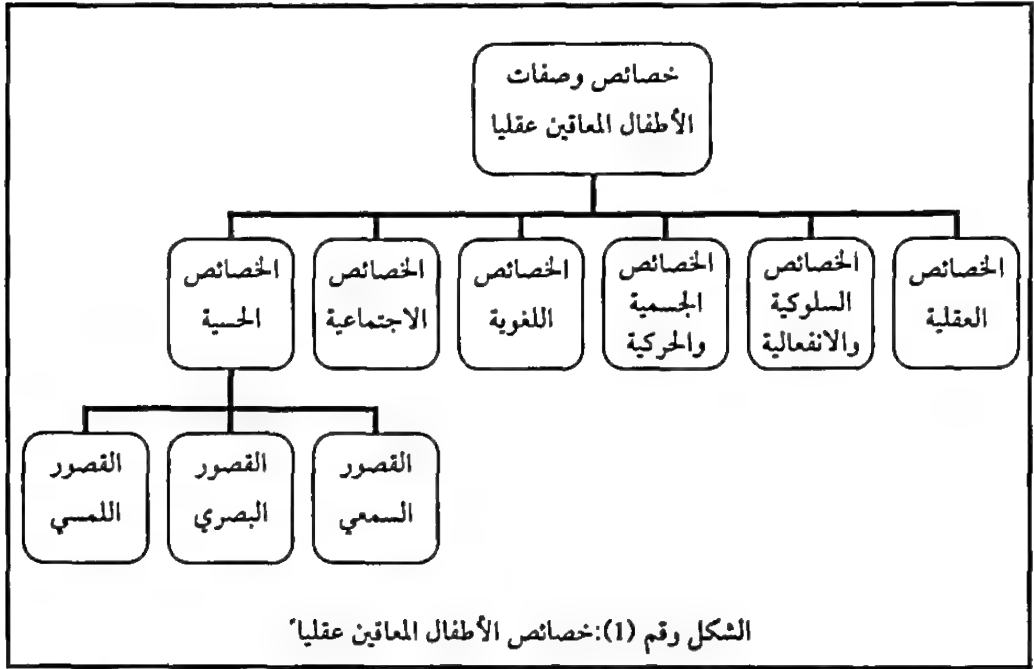 خصائص وصفات
الأطفال المعاقين عقليا
الخصائص
العقلية
الخصائص
السلوكية
والانفعالية
الخصائص
الجسمية
والحركية
الخصائص
اللغوية
الخصائص
الاجتماعية
الخصائص
الحسية
القصور
السمعي
القصور
البصري
القصور
اللمسي
الشكل رقم (1):خصائص الأطفال المعاقين عقلياً